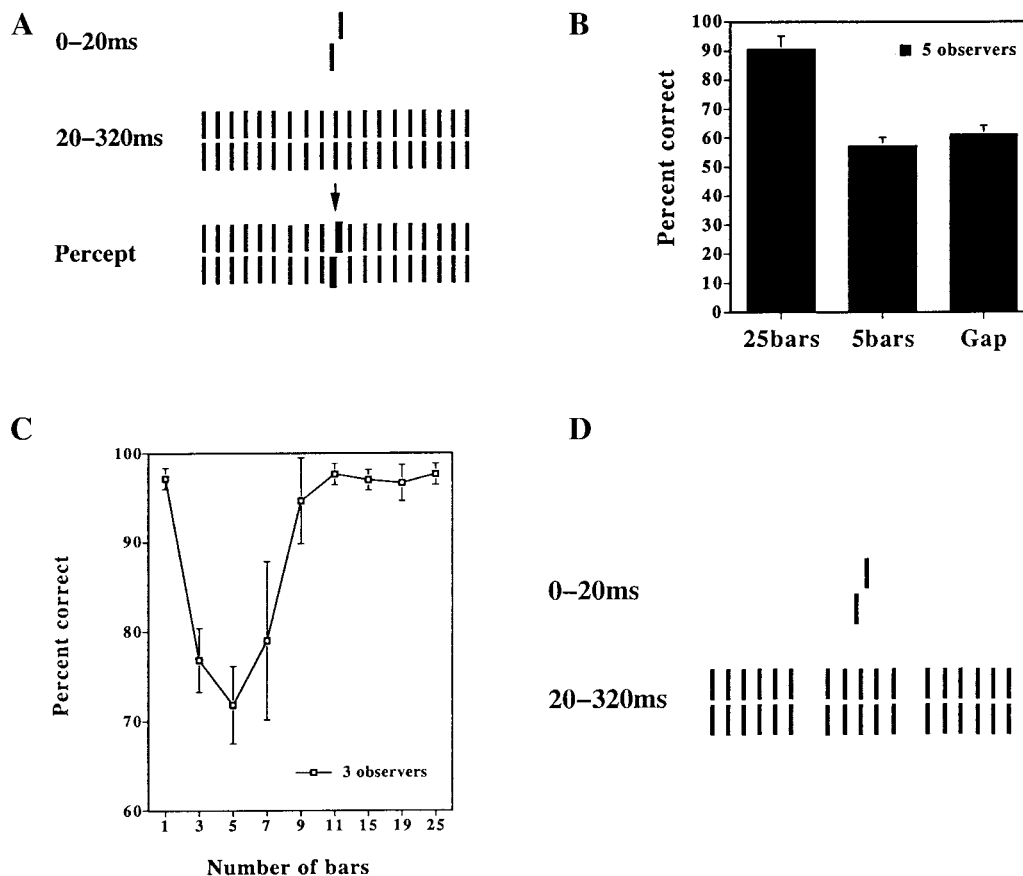 A
0–20ms
20–320ms
Percept
B
Percent correct
100
90
80
70
60
50
40
30
20
10
0
5 observers
25bars 5bars Gap
C
Percent correct
100
90
80
70
60
3 observers
1 3 5 7 9 11 15 19 25
Number of bars
D
0–20ms
20–320ms